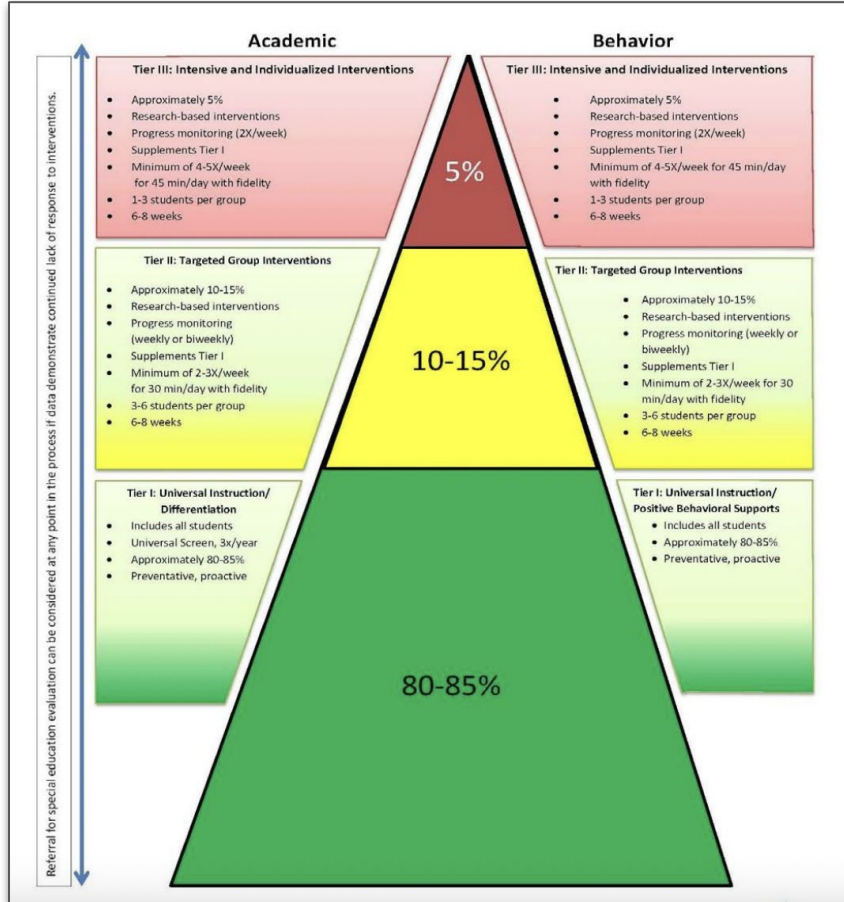 Academic
Behavior
Referral for special education evaluation can be considered at any point in the process if data demonstrate continued lack of response to interventions.
Tier III: Intensive and Individualized Interventions
• Approximately 5%
• Research-based interventions
• Progress monitoring (2X/week)
• Supplements Tier I
• Minimum of 4-5X/week
for 45 min/day with fidelity
• 1-3 students per group
• 6-8 weeks
Tier II: Targeted Group Interventions
• Approximately 10-15%
• Research-based interventions
• Progress monitoring
(weekly or biweekly)
• Supplements Tier I
• Minimum of 2-3X/week
for 30 min/day with fidelity
• 3-6 students per group
• 6-8 weeks
Tier I: Universal Instruction/
Differentiation
• Includes all students
• Universal Screen, 3x/year
• Approximately 80-85%
• Preventative, proactive
5%
10-15%
80-85%
Tier III: Intensive and Individualized Interventions
• Approximately 5%
• Research-based interventions
• Progress monitoring (2X/week)
• Supplements Tier I
• Minimum of 4-5X/week for 45 min/day
with fidelity
• 1-3 students per group
• 6-8 weeks
Tier II: Targeted Group Interventions
• Approximately 10-15%
• Research-based interventions
• Progress monitoring (weekly or
biweekly)
• Supplements Tier I
• Minimum of 2-3X/week for 30
min/day with fidelity
• 3-6 students per group
• 6-8 weeks
Tier I: Universal Instruction/
Positive Behavioral Supports
• Includes all students
• Approximately 80-85%
• Preventative, proactive